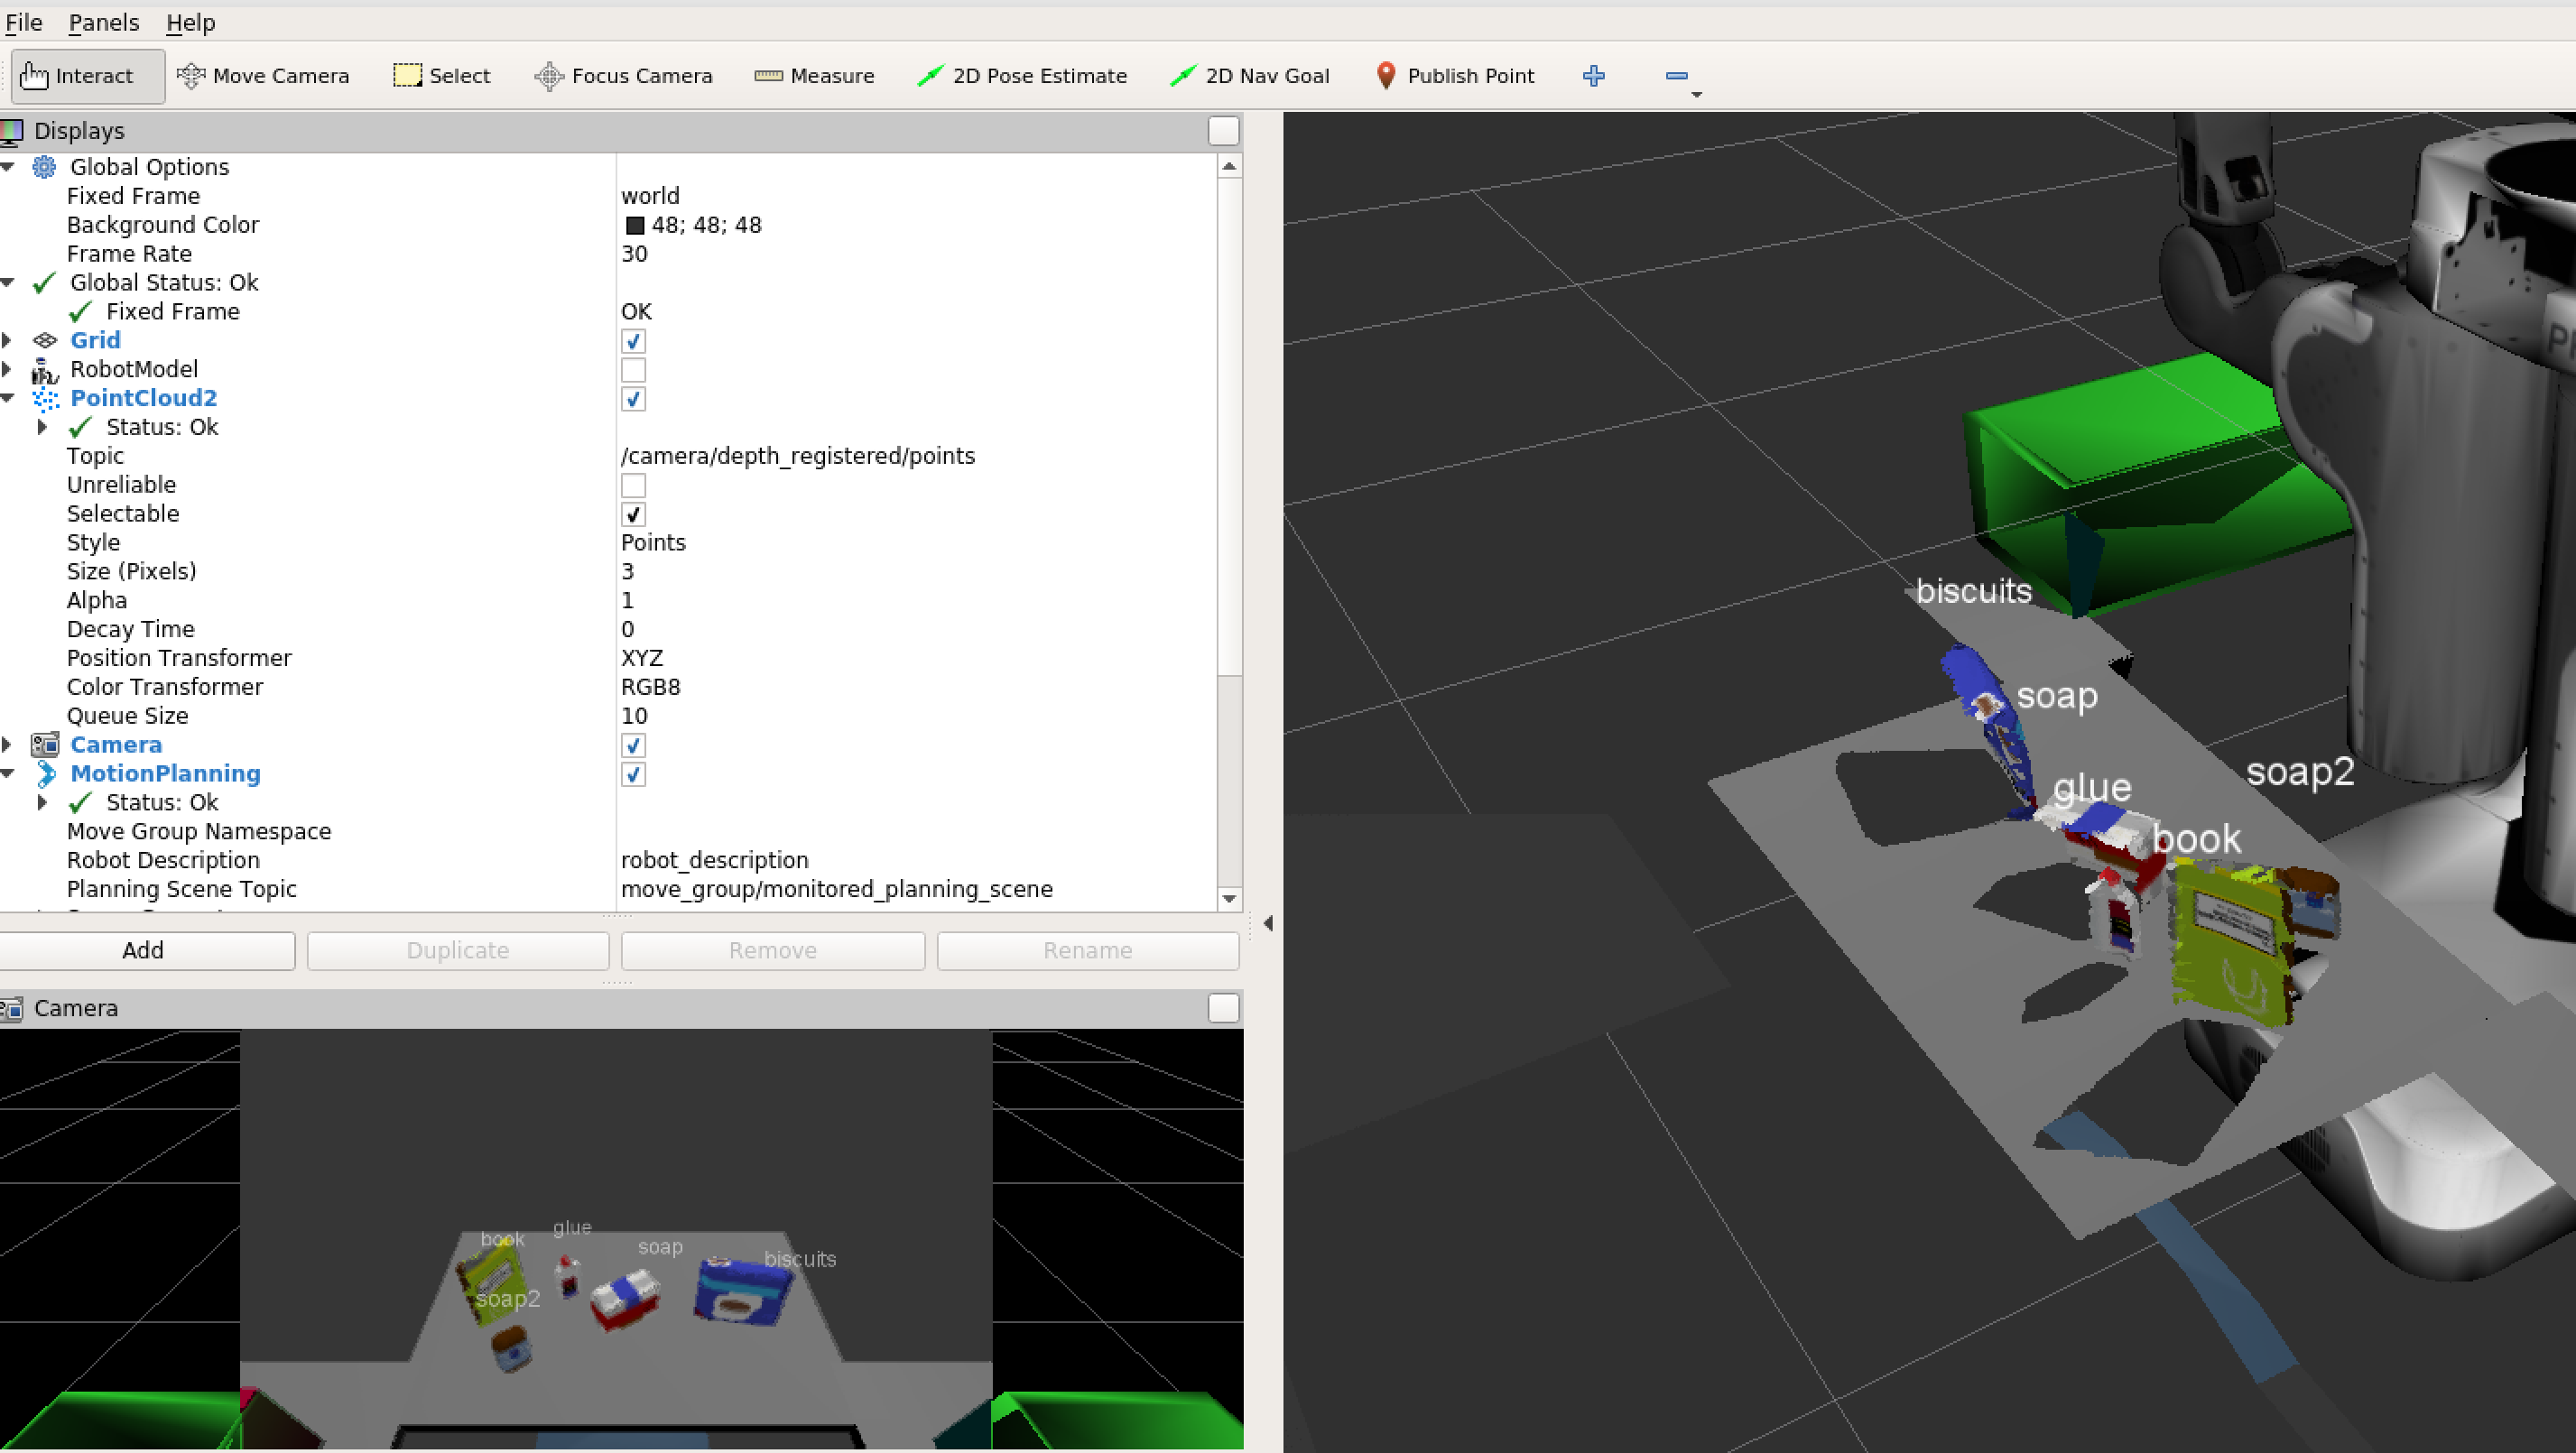 File Panels Help
Interact Move Camera Select Focus Camera Measure 2D Pose Estimate 2D Nav Goal Publish Point
Displays
Global Options
Fixed Frame world
Background Color 48; 48; 48
Frame Rate 30
Global Status: Ok
Fixed Frame OK
Grid
RobotModel
PointCloud2
Status: Ok
Topic /camera/depth_registered/points
Unreliable
Selectable
Style Points
Size (Pixels) 3
Alpha 1
Decay Time 0
Position Transformer XYZ
Color Transformer RGB8
Queue Size 10
Camera
MotionPlanning
Status: Ok
Move Group Namespace
Robot Description robot_description
Planning Scene Topic move_group/monitored_planning_scene
Add Duplicate Remove Rename
Camera
book
glue
soap
biscuits
soap2
biscuits
soap
soap2
glue
book